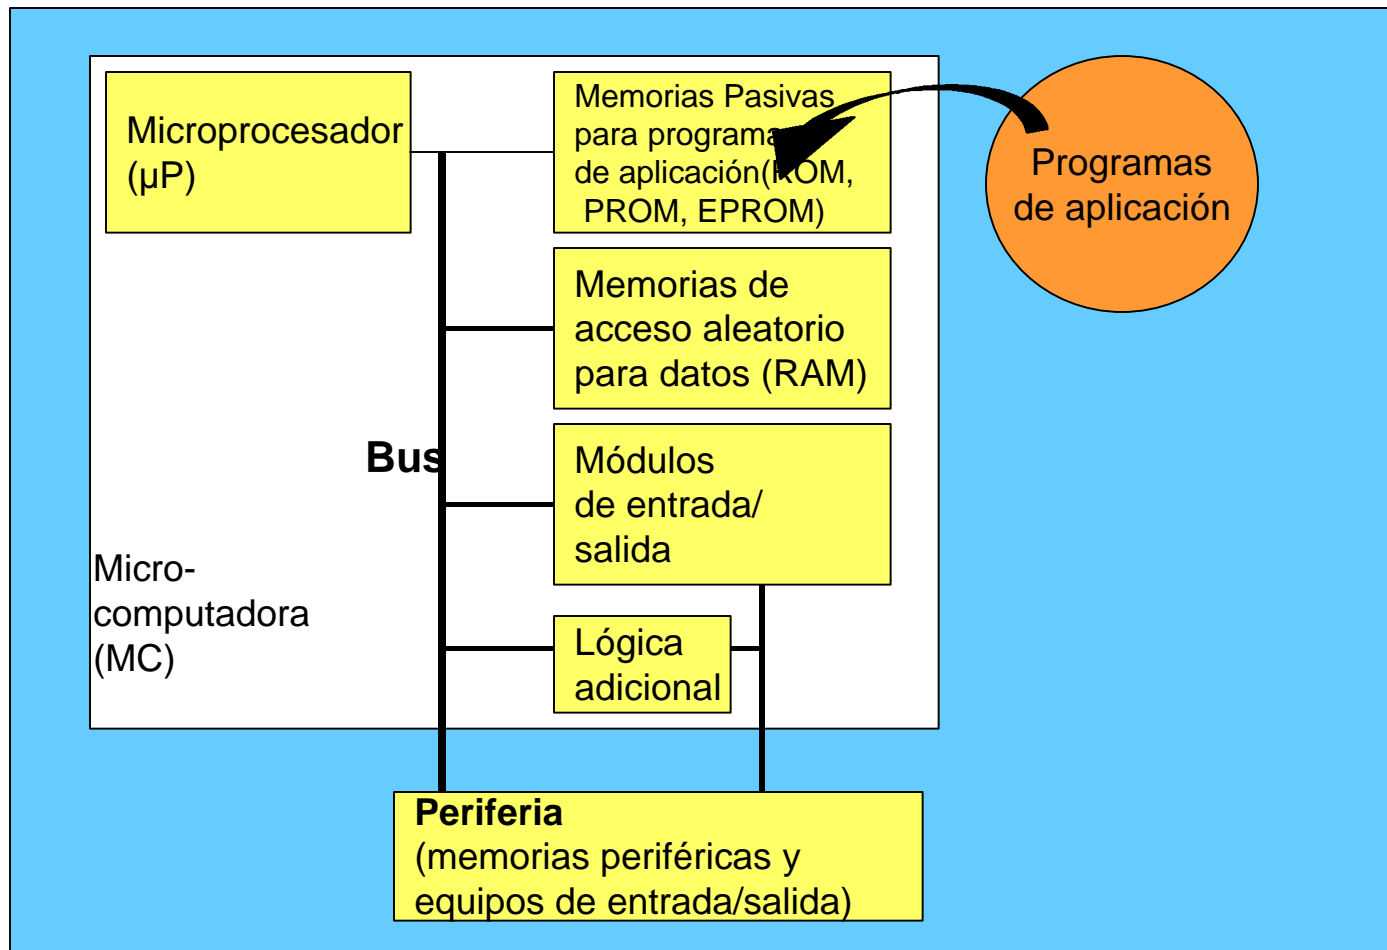 Microprocesador
(µP)
Memorias Pasivas
para programa
de aplicación(ROM,
PROM, EPROM)
Programas
de aplicación
Memorias de
acceso aleatorio
para datos (RAM)
Bus
Módulos
de entrada/
salida
Micro-
computadora
(MC)
Lógica
adicional
Periferia
(memorias periféricas y
equipos de entrada/salida)